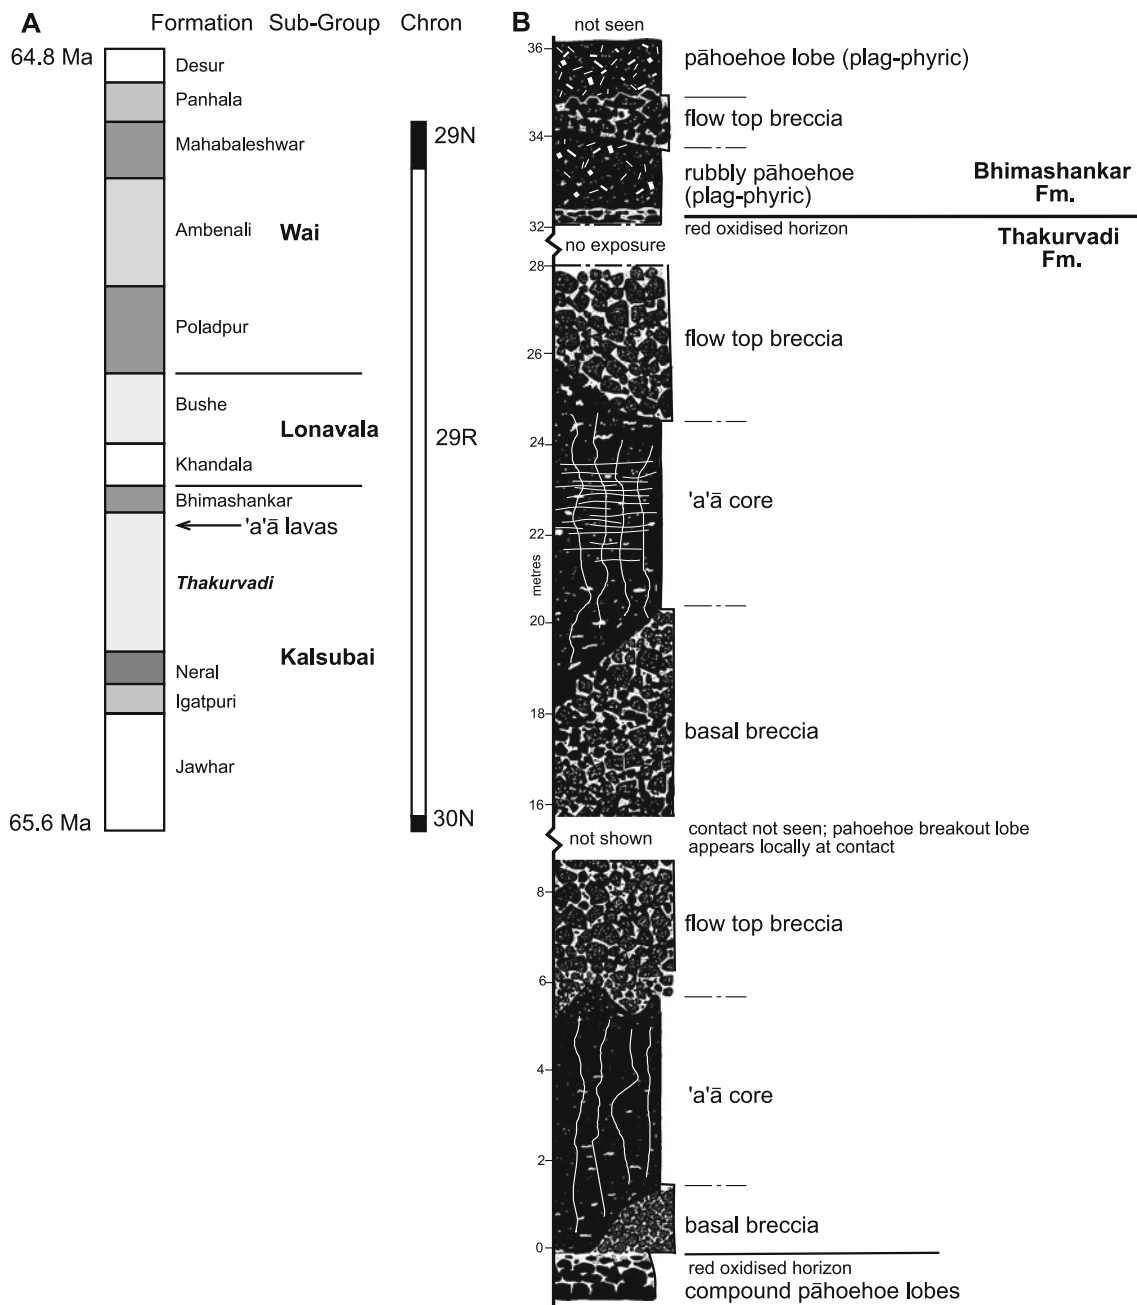 A
Formation Sub-Group Chron
64.8 Ma
Desur
Panhala
Mahabaleshwar
29N
Ambenali
Wai
Poladpur
Bushe
Lonavala
29R
Khandala
Bhimashankar
'a'ā lavas
Thakurvadi
Kalsubai
Neral
Igatpuri
Jawhar
65.6 Ma
30N
B
not seen
36
pāhoehoe lobe (plag-phyric)
flow top breccia
34
rubbly pāhoehoe
(plag-phyric)
Bhimashankar
Fm.
32
red oxidised horizon
Thakurvadi
Fm.
no exposure
28
flow top breccia
26
24
'a'ā core
22
metres
20
18
basal breccia
16
not shown
contact not seen; pahoehoe breakout lobe
appears locally at contact
8
flow top breccia
6
4
'a'ā core
2
basal breccia
0
red oxidised horizon
compound pāhoehoe lobes